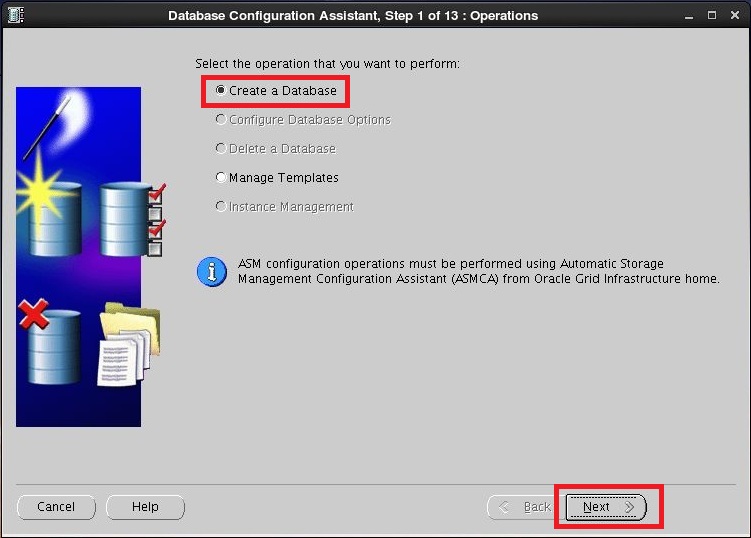 Database Configuration Assistant, Step 1 of 13 : Operations
Select the operation that you want to perform:
Create a Database
Configure Database Options
Delete a Database
Manage Templates
Instance Management
ASM configuration operations must be performed using Automatic Storage
Management Configuration Assistant (ASMCA) from Oracle Grid Infrastructure home.
Cancel
Help
Back
Next